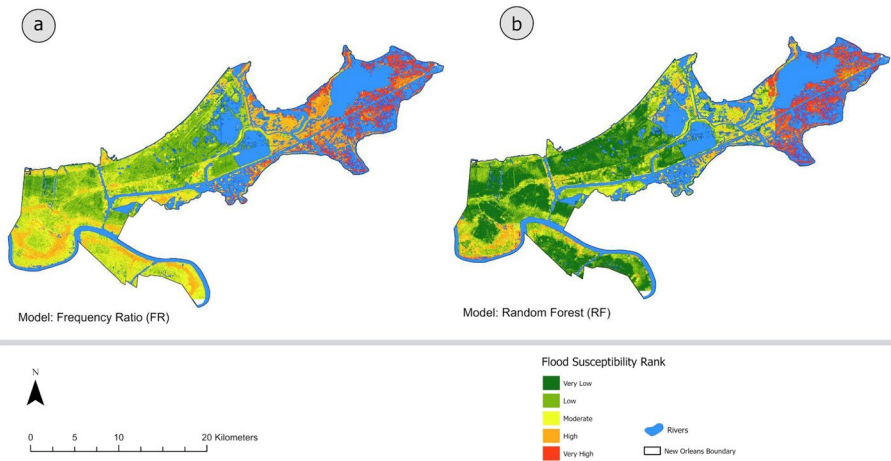 a
b
Model: Frequency Ratio (FR)
Model: Random Forest (RF)
N
0 5 10 20 Kilometers
Flood Susceptibility Rank
Very Low
Low
Moderate
High
Very High
Rivers
New Orleans Boundary